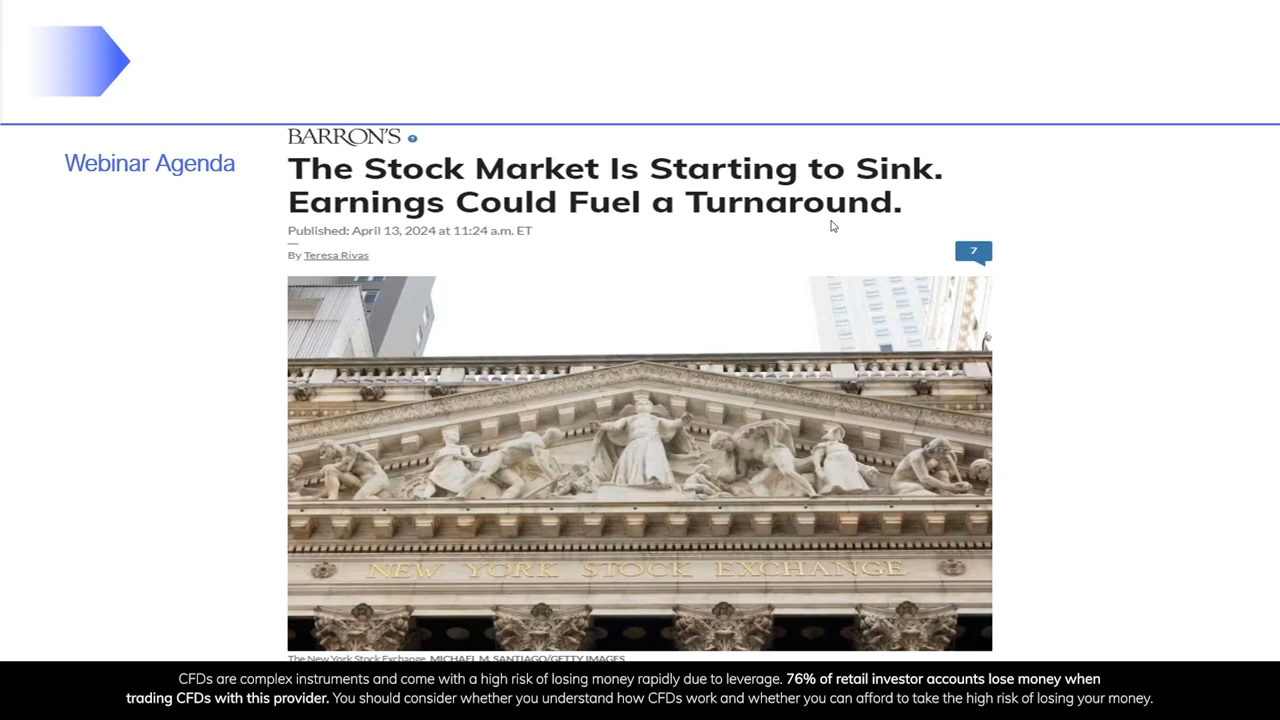 Webinar Agenda
BARRON'S
The Stock Market Is Starting to Sink.
Earnings Could Fuel a Turnaround.
Published: April 13, 2024 at 11:24 a.m. ET
By Teresa Rivas
7
NEW YORK STOCK EXCHANGE
The New York Stock Exchange. MICHAEL M. SANTIAGO/GETTY IMAGES
CFDs are complex instruments and come with a high risk of losing money rapidly due to leverage. 76% of retail investor accounts lose money when
trading CFDs with this provider. You should consider whether you understand how CFDs work and whether you can afford to take the high risk of losing your money.